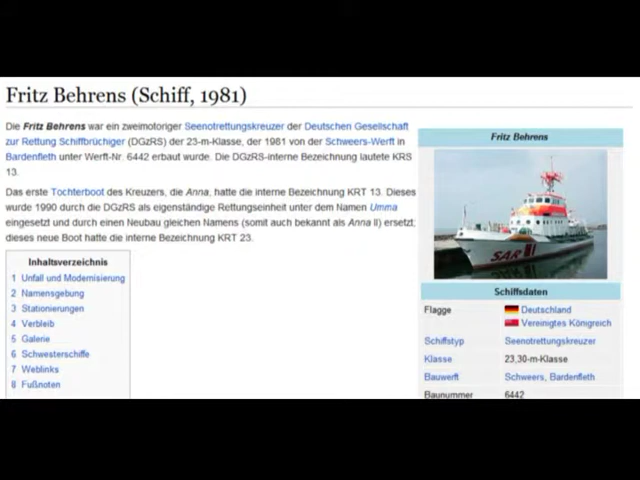 Fritz Behrens (Schiff, 1981)
Die Fritz Behrens war ein zweimotoriger Seenotrettungskreuzer der Deutschen Gesellschaft
zur Rettung Schiffbrüchiger (DGzRS) der 23-m-Klasse, der 1981 von der Schweers-Werft in
Bardenfleth unter Werft-Nr. 6442 erbaut wurde. Die DGzRS-interne Bezeichnung lautete KRS
13.
Das erste Tochterboot des Kreuzers, die Anna, hatte die interne Bezeichnung KRT 13. Dieses
wurde 1990 durch die DGzRS als eigenständige Rettungseinheit unter dem Namen Umma
eingesetzt und durch einen Neubau gleichen Namens (somit auch bekannt als Anna II) ersetzt;
dieses neue Boot hatte die interne Bezeichnung KRT 23.
Inhaltsverzeichnis
1 Unfall und Modernisierung
2 Namensgebung
3 Stationierungen
4 Verbleib
5 Galerie
6 Schwesterschiffe
7 Weblinks
8 Fußnoten
Fritz Behrens
SAR
Schiffsdaten
Flagge Deutschland
Vereinigtes Königreich
Schiffstyp Seenotrettungskreuzer
Klasse 23,30-m-Klasse
Bauwerft Schweers, Bardenfleth
Baunummer 6442